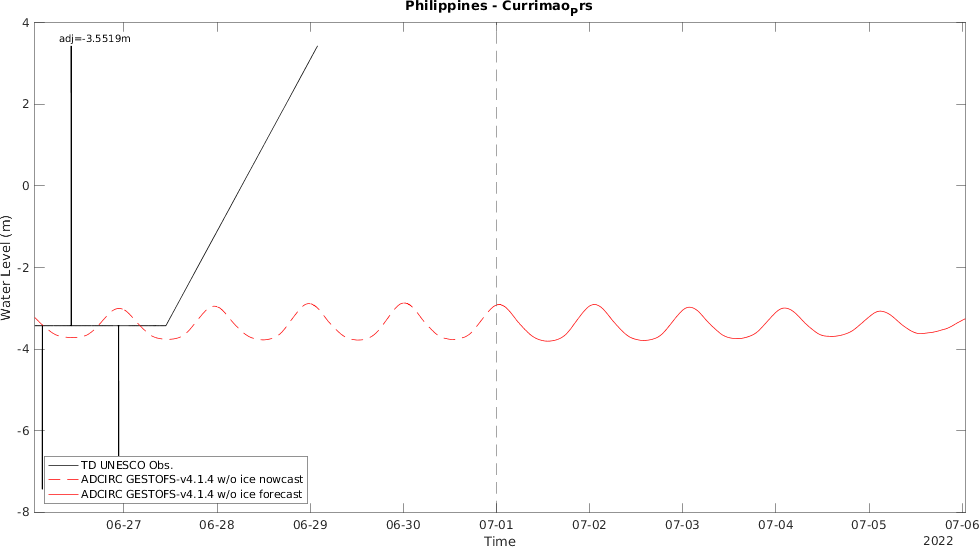 Philippines - Currimao_prs
adj=-3.5519m
4
2
0
-2
-4
-6
-8
Water Level (m)
TD UNESCO Obs.
ADCIRC GESTOFS-v4.1.4 w/o ice nowcast
ADCIRC GESTOFS-v4.1.4 w/o ice forecast
06-27
06-28
06-29
06-30
07-01
07-02
07-03
07-04
07-05
07-06
Time
2022